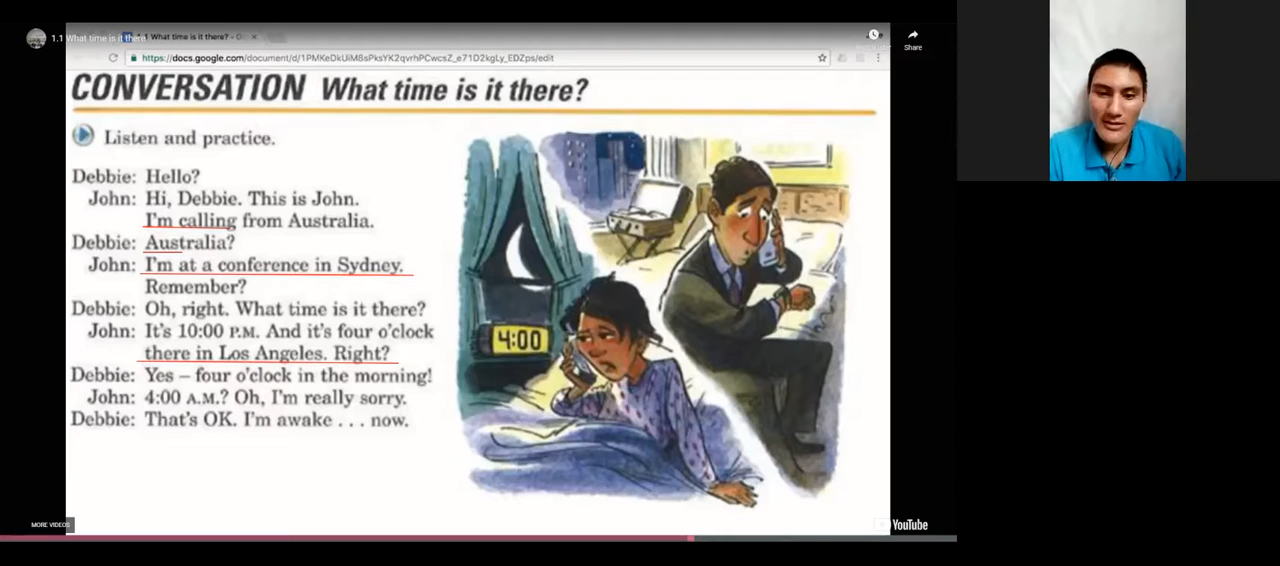 1.1 What time is it there?
1.1 What time is it there? - G
Share
https://docs.google.com/document/d/1PMKeDkUiM8sPksYK2qvrhPCwcsZ_e71D2kgLy_EDZps/edit
CONVERSATION What time is it there?
Listen and practice.
Debbie: Hello?
John: Hi, Debbie. This is John.
I'm calling from Australia.
Debbie: Australia?
John: I'm at a conference in Sydney.
Remember?
Debbie: Oh, right. What time is it there?
John: It's 10:00 P.M. And it's four o'clock
there in Los Angeles. Right?
Debbie: Yes – four o'clock in the morning!
John: 4:00 A.M.? Oh, I'm really sorry.
Debbie: That's OK. I'm awake . . . now.
4:00
MORE VIDEOS
YouTube